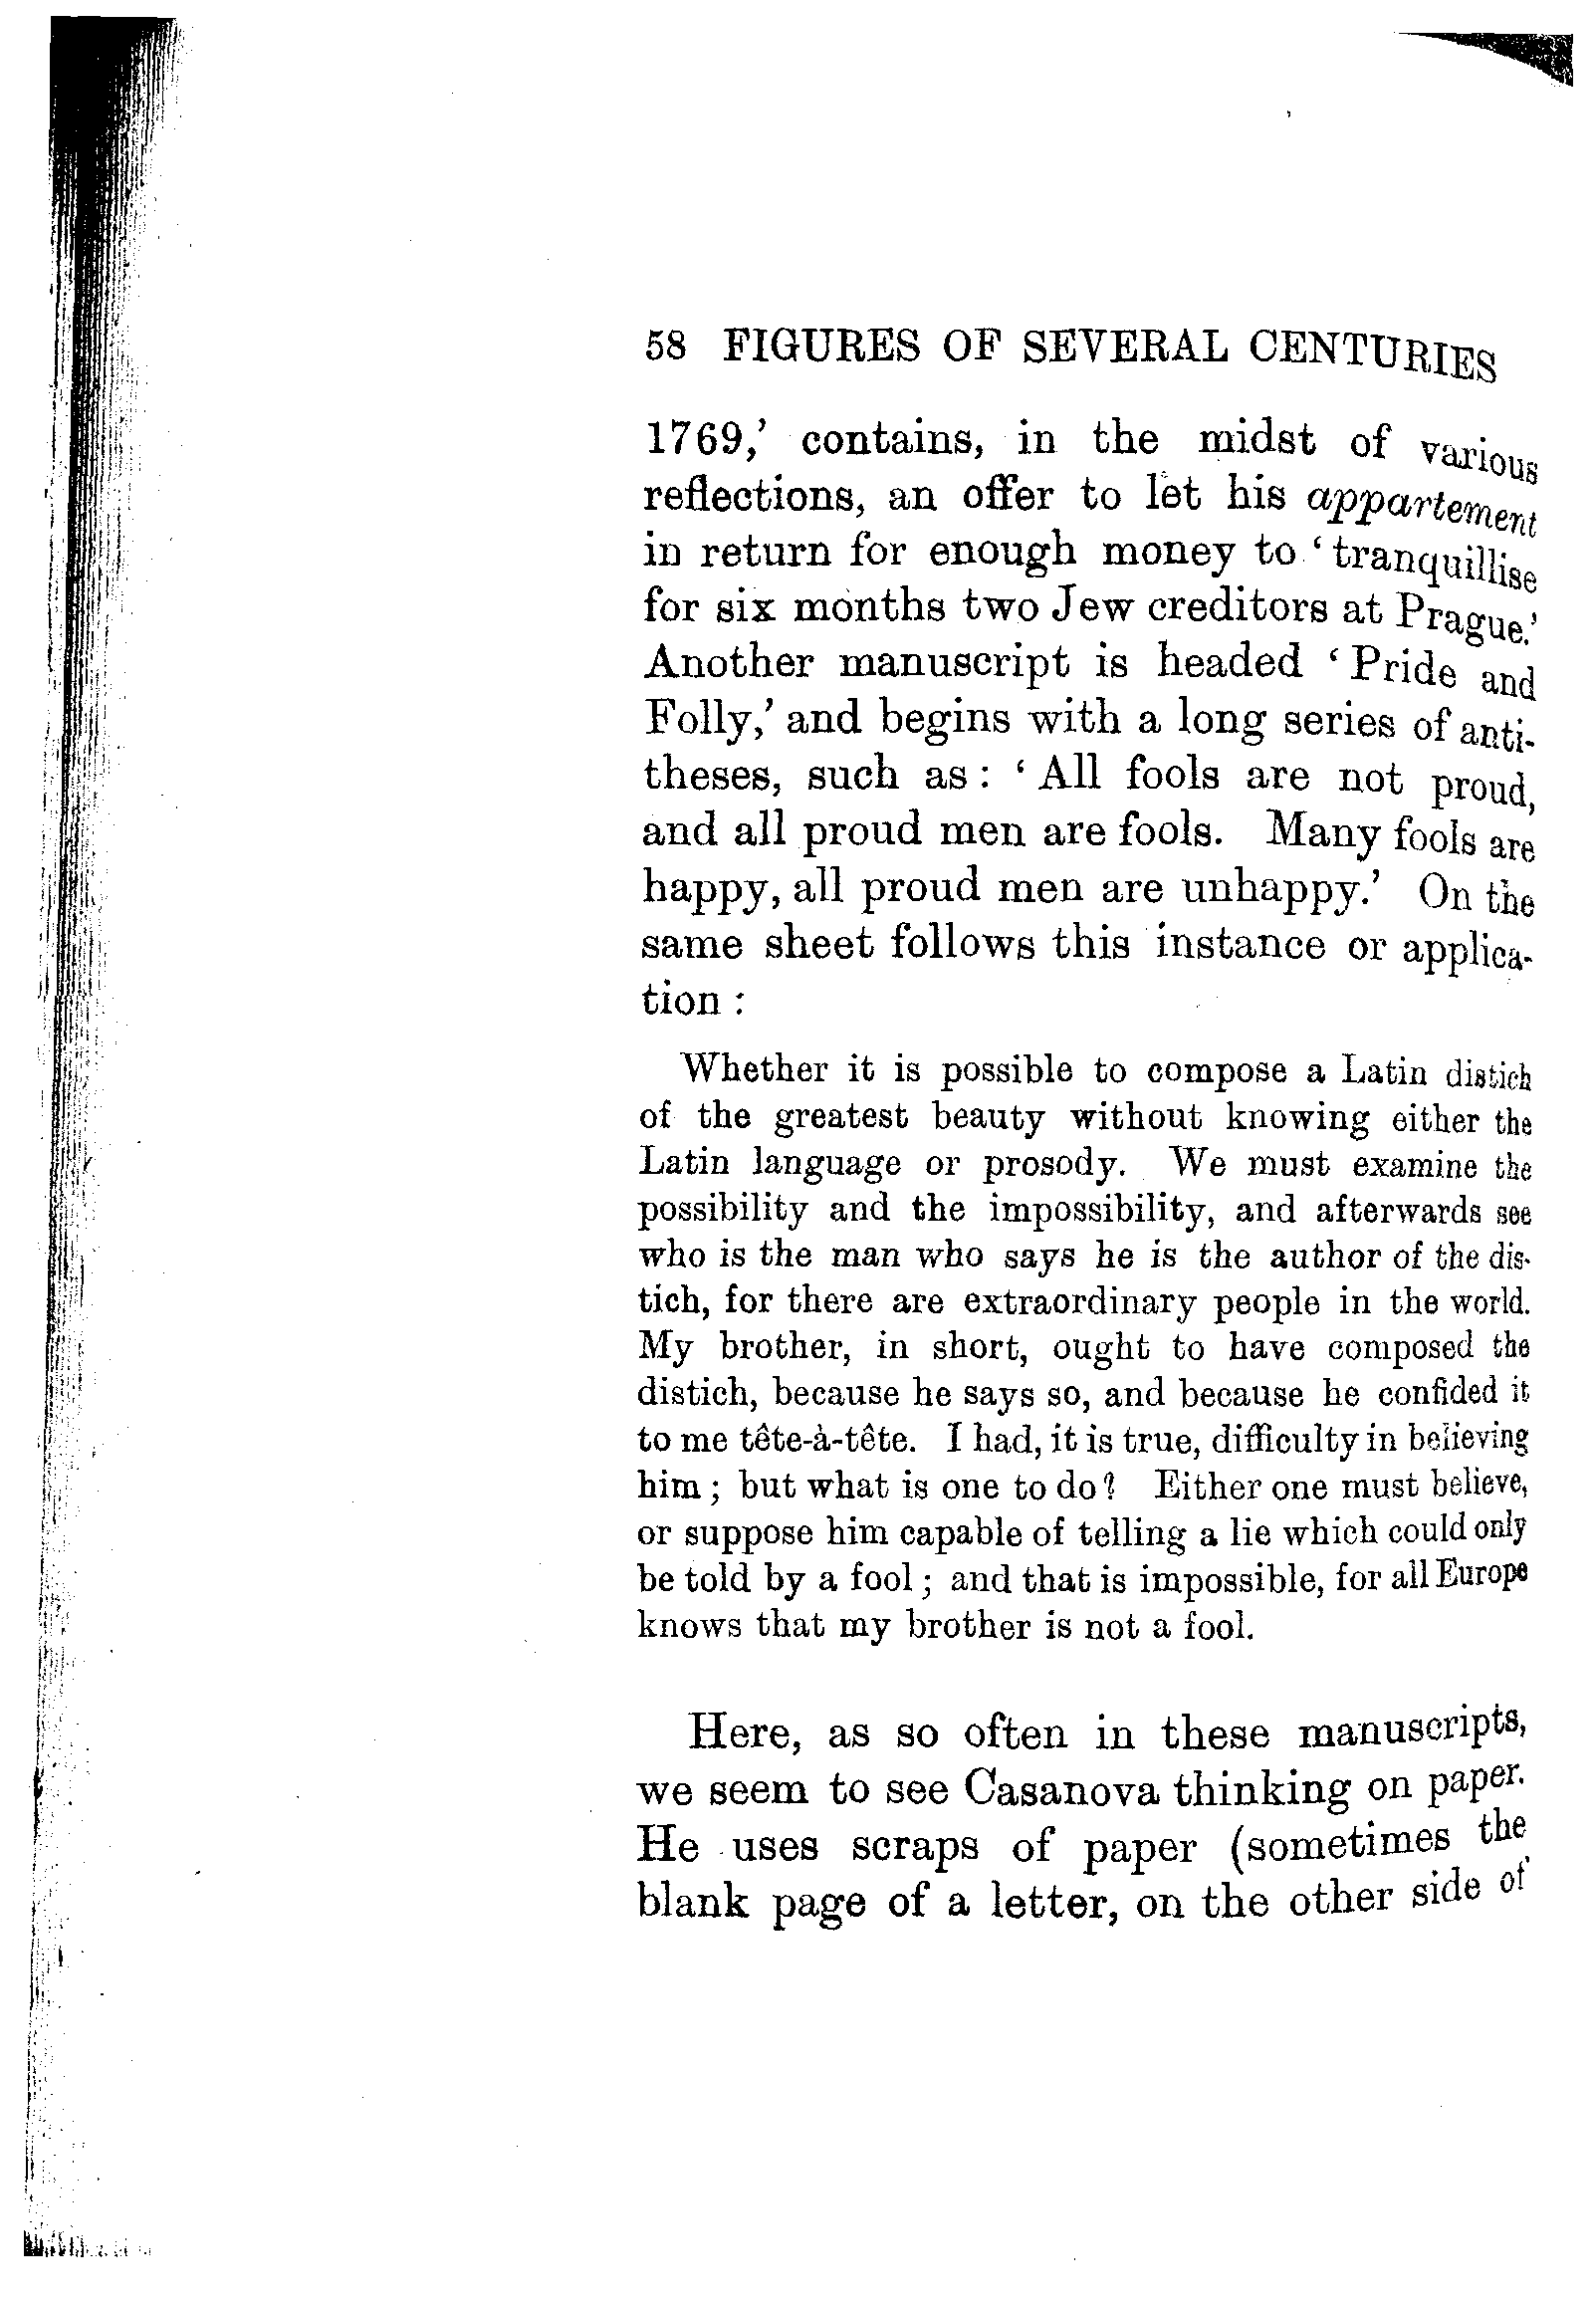 58 FIGURES OF SEVERAL CENTURIES
1769,’ contains, in the midst of various
reflections, an offer to let his appartement
in return for enough money to ‘tranquillise
for six months two Jew creditors at Prague.’
Another manuscript is headed ‘Pride and
Folly,’ and begins with a long series of anti-
theses, such as: ‘All fools are not proud,
and all proud men are fools. Many fools are
happy, all proud men are unhappy.’ On the
same sheet follows this instance or applica-
tion:
Whether it is possible to compose a Latin distich
of the greatest beauty without knowing either the
Latin language or prosody. We must examine the
possibility and the impossibility, and afterwards see
who is the man who says he is the author of the dis-
tich, for there are extraordinary people in the world.
My brother, in short, ought to have composed the
distich, because he says so, and because he confided it
to me tête-à-tête. I had, it is true, difficulty in believing
him; but what is one to do? Either one must believe,
or suppose him capable of telling a lie which could only
be told by a fool; and that is impossible, for all Europe
knows that my brother is not a fool.
Here, as so often in these manuscripts,
we seem to see Casanova thinking on paper.
He uses scraps of paper (sometimes the
blank page of a letter, on the other side of